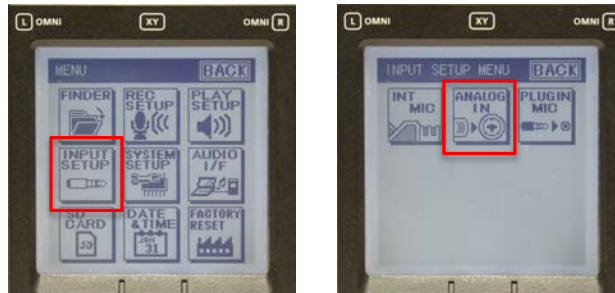 L OMNI XY OMNI R
MENU BACK
FINDER REC SETUP PLAY SETUP
INPUT SETUP SYSTEM SETUP AUDIO I/F
SD CARD DATE &TIME FACTORY RESET
JAN 31
SD
L OMNI XY OMNI R
INPUT SETUP MENU BACK
INT MIC ANALOG IN PLUGIN MIC